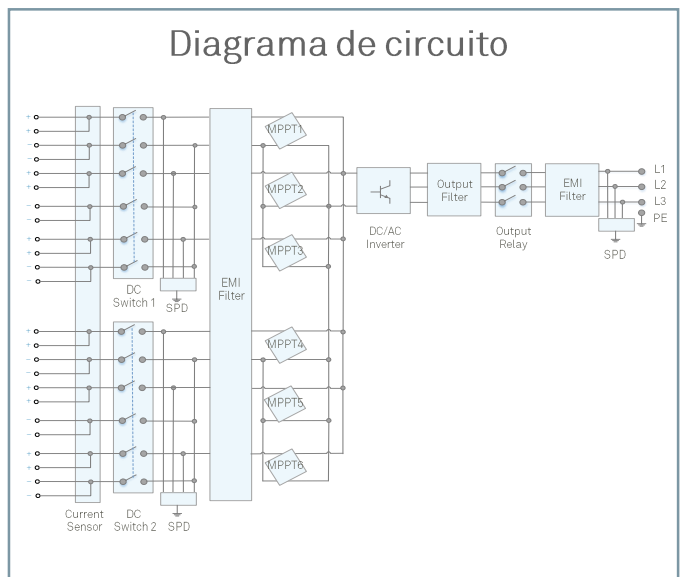 Diagrama de circuito
+
+
−
−
+
+
−
−
+
+
−
−
DC
Switch 1
SPD
EMI
Filter
MPPT1
MPPT2
MPPT3
MPPT4
MPPT5
MPPT6
DC/AC
Inverter
Output
Filter
Output
Relay
EMI
Filter
L1
L2
L3
PE
SPD
+
+
−
−
+
+
−
−
+
+
−
−
Current
Sensor
DC
Switch 2
SPD